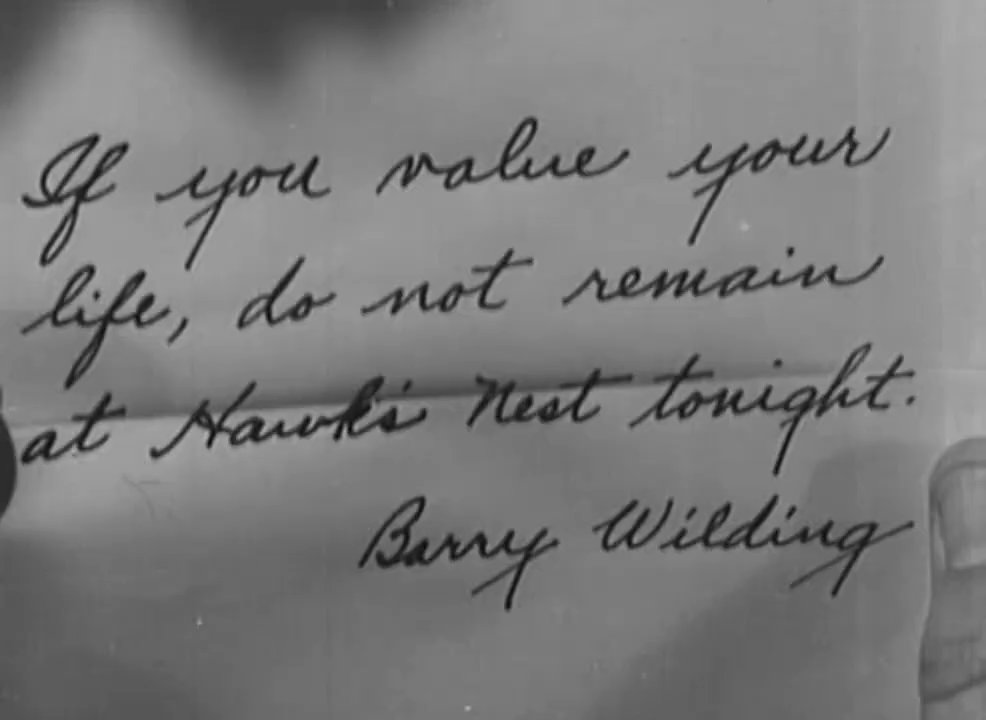 If you value your
life, do not remain
at Hawk's Nest tonight.
Barry Wilding